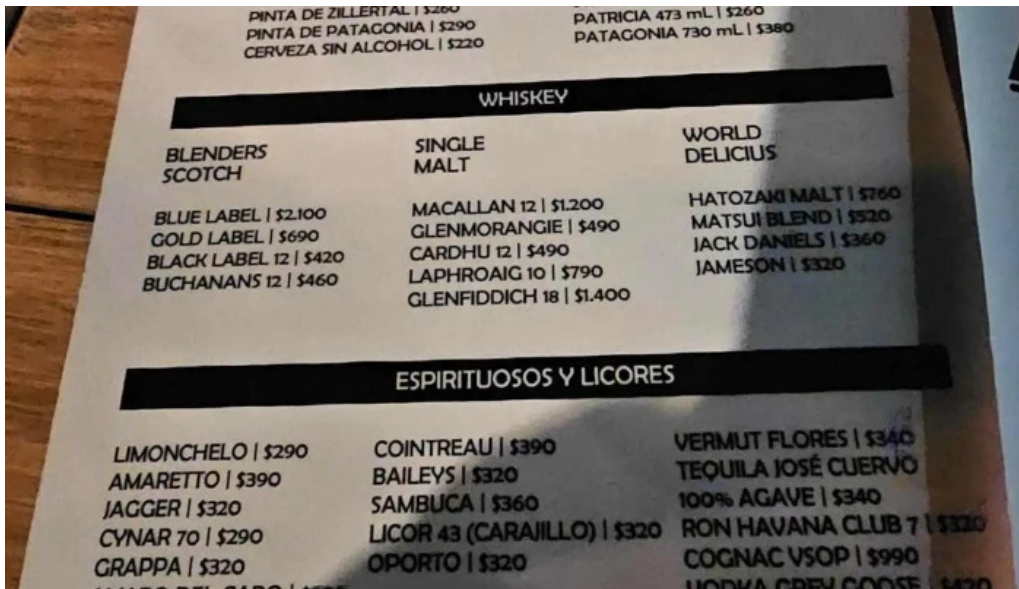 PINTA DE ZILLERTAL | $260
PINTA DE PATAGONIA | $290
CERVEZA SIN ALCOHOL | $220
PATRICIA 473 mL | $260
PATAGONIA 730 mL | $380
WHISKEY
BLENDERS
SCOTCH
BLUE LABEL | $2.100
GOLD LABEL | $690
BLACK LABEL 12 | $420
BUCHANANS 12 | $460
SINGLE
MALT
MACALLAN 12 | $1.200
GLENMORANGIE | $490
CARDHU 12 | $490
LAPHROAIG 10 | $790
GLENFIDDICH 18 | $1.400
WORLD
DELICIUS
HATOZAKI MALT | $760
MATSUI BLEND | $520
JACK DANIELS | $360
JAMESON | $320
ESPIRITUOSOS Y LICORES
LIMONCHELO | $290
AMARETTO | $390
JAGGER | $320
CYNAR 70 | $290
GRAPPA | $320
COINTREAU | $390
BAILEYS | $320
SAMBUCA | $360
LICOR 43 (CARAJILLO) | $320
OPORTO | $320
VERMUT FLORES | $340
TEQUILA JOSÉ CUERVO
100% AGAVE | $340
RON HAVANA CLUB 7 | $320
COGNAC VSOP | $990
VODKA GREY GOOSE | $420